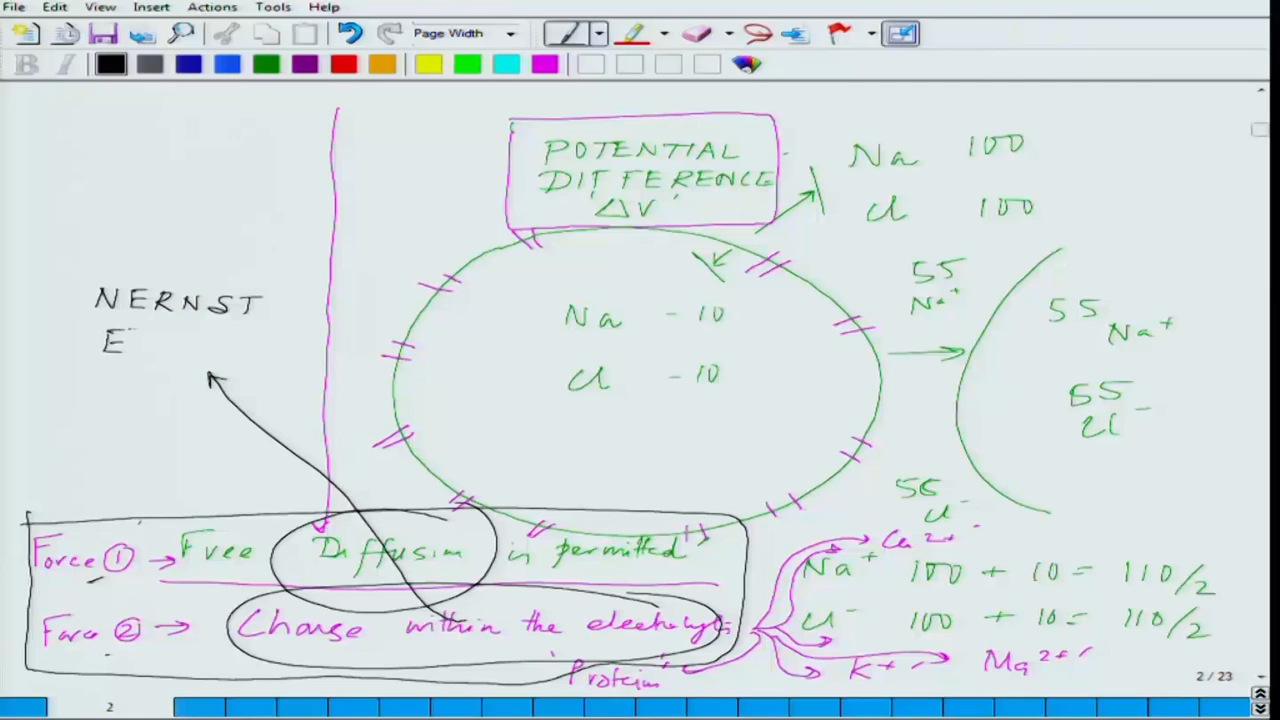 File Edit View Insert Actions Tools Help
Page Width
B I
POTENTIAL
DIFFERENCE
ΔV
Na 100
Cl 100
NERNST
E
Na - 10
Cl - 10
55
Na+
55
Na+
55
Cl-
55
Cl-
Force ① → Free Diffusion is permitted
Force ② → Charge within the electrolyte
Ca2+
Na+ 100 + 10 = 110/2
Cl- 100 + 10 = 110/2
K+
Mg2+
'Protein'
2 / 23
2